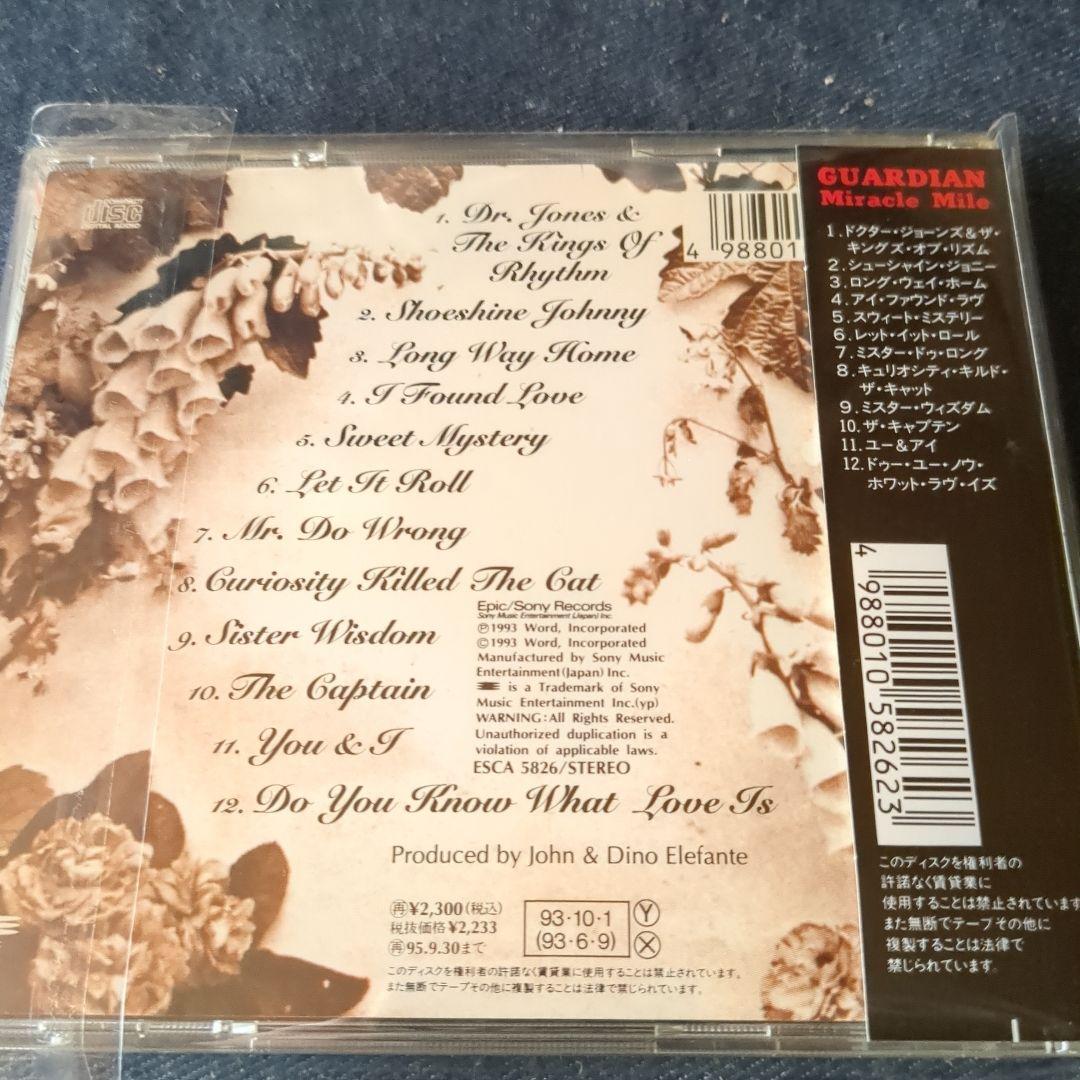 COMPACT
disc
DIGITAL AUDIO
1. Dr. Jones &
The Kings Of
Rhythm
2. Shoeshine Johnny
3. Long Way Home
4. I Found Love
5. Sweet Mystery
6. Let It Roll
7. Mr. Do Wrong
8. Curiosity Killed The Cat
9. Sister Wisdom
10. The Captain
11. You & I
12. Do You Know What Love Is
Epic/Sony Records
Sony Music Entertainment (Japan) Inc.
℗1993 Word, Incorporated
©1993 Word, Incorporated
Manufactured by Sony Music
Entertainment(Japan) Inc.
is a Trademark of Sony
Music Entertainment Inc.(yp)
WARNING:All Rights Reserved.
Unauthorized duplication is a
violation of applicable laws.
ESCA 5826/STEREO
Produced by John & Dino Elefante
再¥2,300(税込)
税抜価格¥2,233
再95.9.30まで
93・10・1
(93・6・9)
Y
X
このディスクを権利者の許諾なく賃貸業に使用することは禁止されています。
また無断でテープその他に複製することは法律で禁じられています。
4 98801
GUARDIAN
Miracle Mile
1.ドクター・ジョーンズ&ザ・
キングズ・オブ・リズム
2.シューシャイン・ジョニー
3.ロング・ウェイ・ホーム
4.アイ・ファウンド・ラヴ
5.スウィート・ミステリー
6.レット・イット・ロール
7.ミスター・ドゥ・ロング
8.キュリオシティ・キルド・
ザ・キャット
9.ミスター・ウィズダム
10.ザ・キャプテン
11.ユー&アイ
12.ドゥー・ユー・ノウ・
ホワット・ラヴ・イズ
4 988010 582623
このディスクを権利者の
許諾なく賃貸業に
使用することは禁止されています
また無断でテープその他に
複製することは法律で
禁じられています。